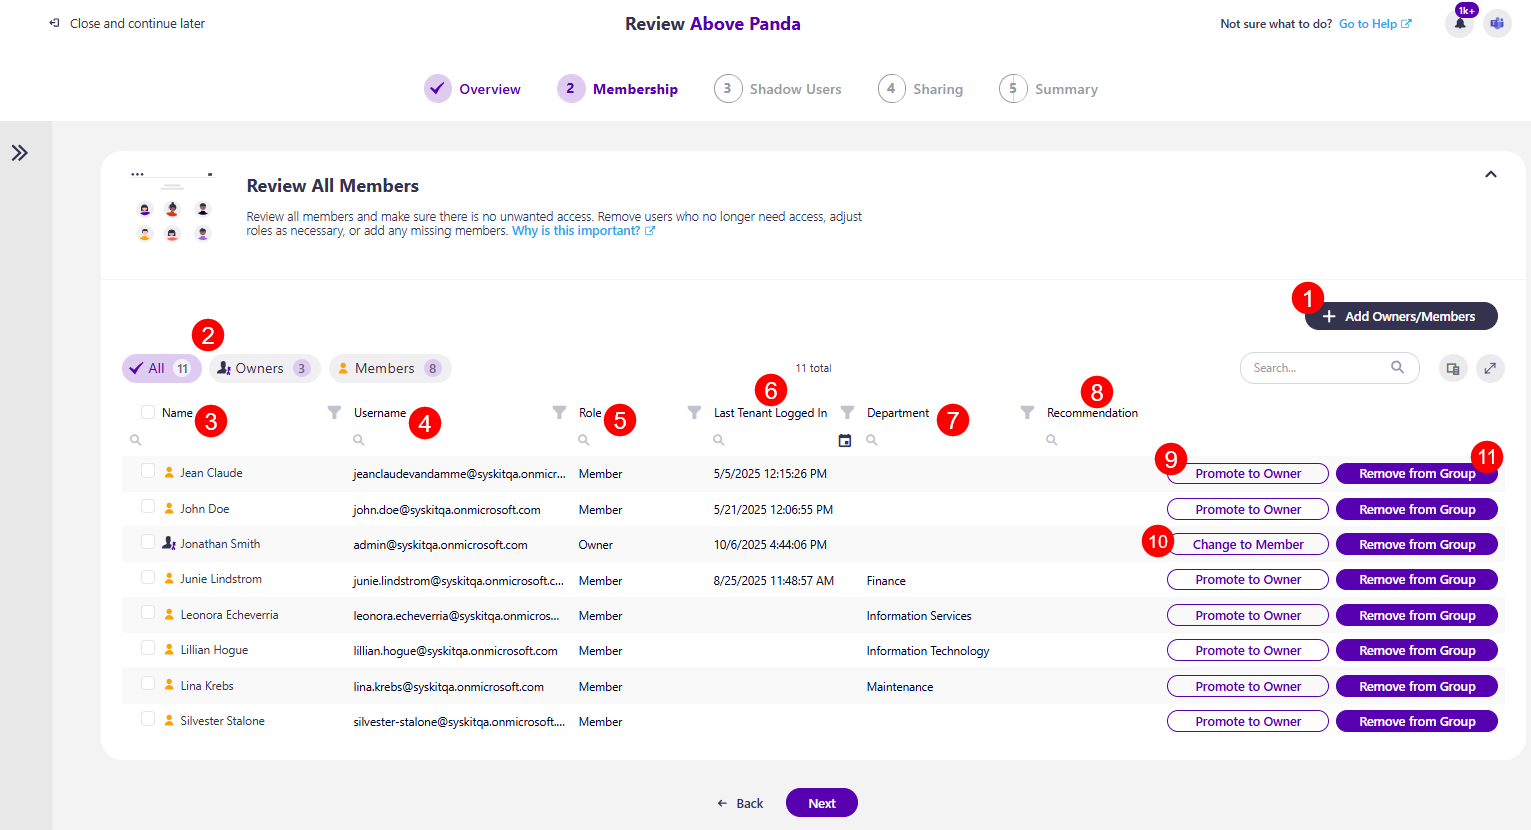 Close and continue later
Review Above Panda
Not sure what to do? Go to Help
1k+
Overview
2 Membership
3 Shadow Users
4 Sharing
5 Summary
Review All Members
Review all members and make sure there is no unwanted access. Remove users who no longer need access, adjust
roles as necessary, or add any missing members. Why is this important?
1
+ Add Owners/Members
2
All 11
Owners 3
Members 8
11 total
Search...
Name 3
Username 4
Role 5
6
Last Tenant Logged In
Department 7
8
Recommendation
9
11
Jean Claude jeanclaudevandamme@syskitqa.onmicr... Member 5/5/2025 12:15:26 PM Promote to Owner Remove from Group
John Doe john.doe@syskitqa.onmicrosoft.com Member 5/21/2025 12:06:55 PM Promote to Owner Remove from Group
10
Jonathan Smith admin@syskitqa.onmicrosoft.com Owner 10/6/2025 4:44:06 PM Change to Member Remove from Group
Junie Lindstrom junie.lindstrom@syskitqa.onmicrosoft.c... Member 8/25/2025 11:48:57 AM Finance Promote to Owner Remove from Group
Leonora Echeverria leonora.echeverria@syskitqa.onmicros... Member Information Services Promote to Owner Remove from Group
Lillian Hogue lillian.hogue@syskitqa.onmicrosoft.com Member Information Technology Promote to Owner Remove from Group
Lina Krebs lina.krebs@syskitqa.onmicrosoft.com Member Maintenance Promote to Owner Remove from Group
Silvester Stalone silvester-stalone@syskitqa.onmicrosoft.... Member Promote to Owner Remove from Group
Back
Next